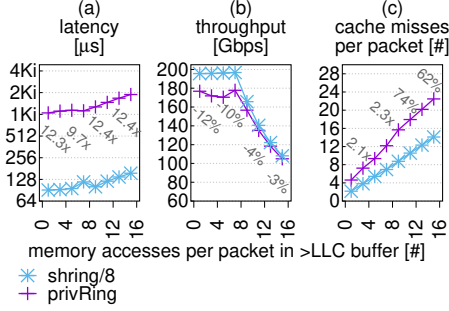 (a)
latency
[µs]
4Ki
2Ki
1Ki
512
256
128
64
12.3x
9.7x
12.4x
12.4x
0
4
8
12
16
(b)
throughput
[Gbps]
200
180
160
140
120
100
80
60
-12%
-10%
-4%
-3%
0
4
8
12
16
(c)
cache misses
per packet [#]
28
24
20
16
12
8
4
0
2.1x
2.3x
74%
62%
0
4
8
12
16
memory accesses per packet in >LLC buffer [#]
shring/8
privRing